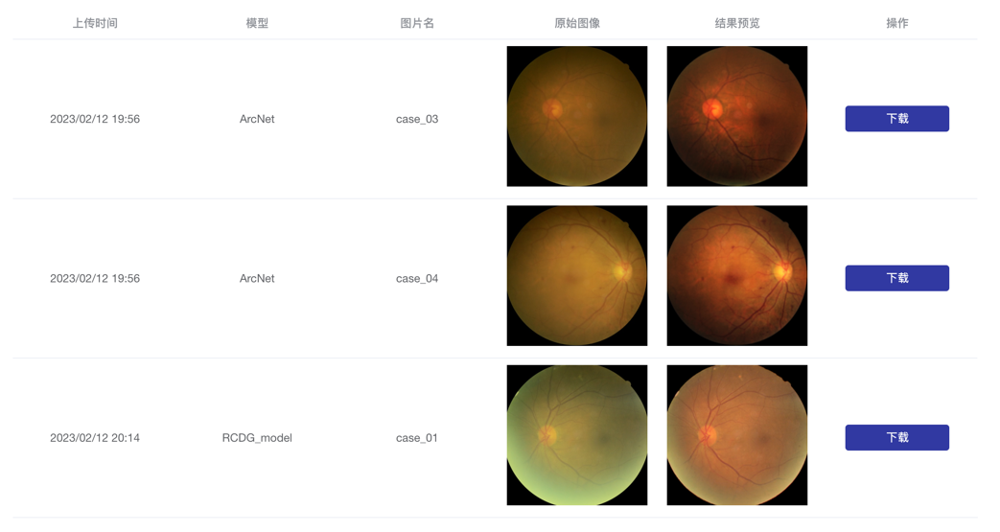 上传时间 模型 图片名 原始图像 结果预览 操作
2023/02/12 19:56 ArcNet case_03 下载
2023/02/12 19:56 ArcNet case_04 下载
2023/02/12 20:14 RCDG_model case_01 下载